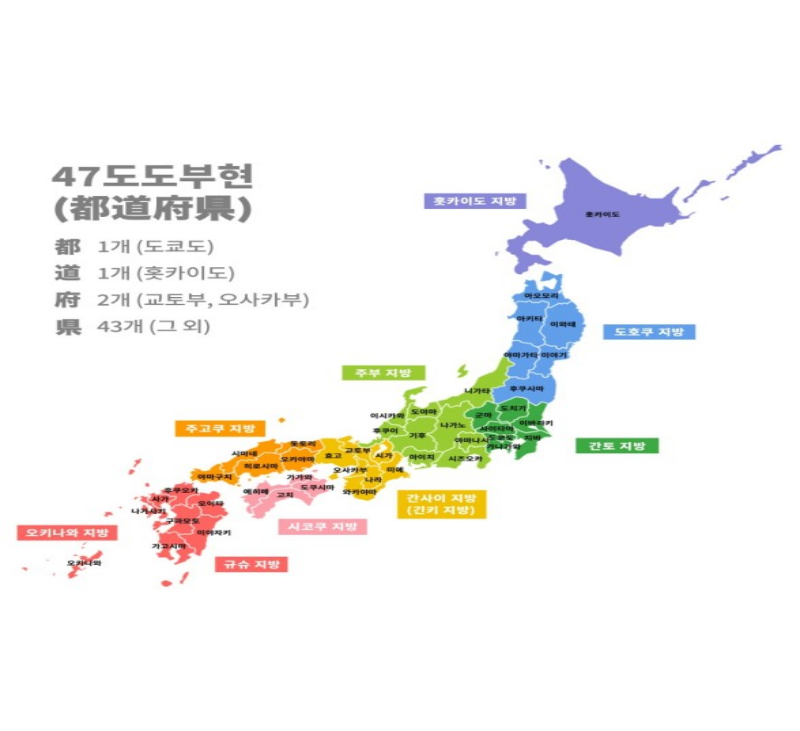 47도도부현
(都道府県)
都 1개 (도쿄도)
道 1개 (홋카이도)
府 2개 (교토부, 오사카부)
県 43개 (그 외)
홋카이도 지방
홋카이도
아오모리
아키타
이와테
도호쿠 지방
야마가타 미야기
후쿠시마
주부 지방
니가타
이시카와
도야마
군마
도치기
이바라키
후쿠이
기후
나가노
사이타마
도쿄도
지바
야마나시
가나가와
간토 지방
아이치
시즈오카
주고쿠 지방
돗토리
시마네
오카야마
히로시마
야마구치
효고
교토부
시가
오사카부
미에
나라
와카야마
간사이 지방
(긴키 지방)
가가와
도쿠시마
에히메
고치
시코쿠 지방
후쿠오카
사가
오이타
나가사키
구마모토
미야자키
가고시마
오키나와 지방
오키나와
규슈 지방